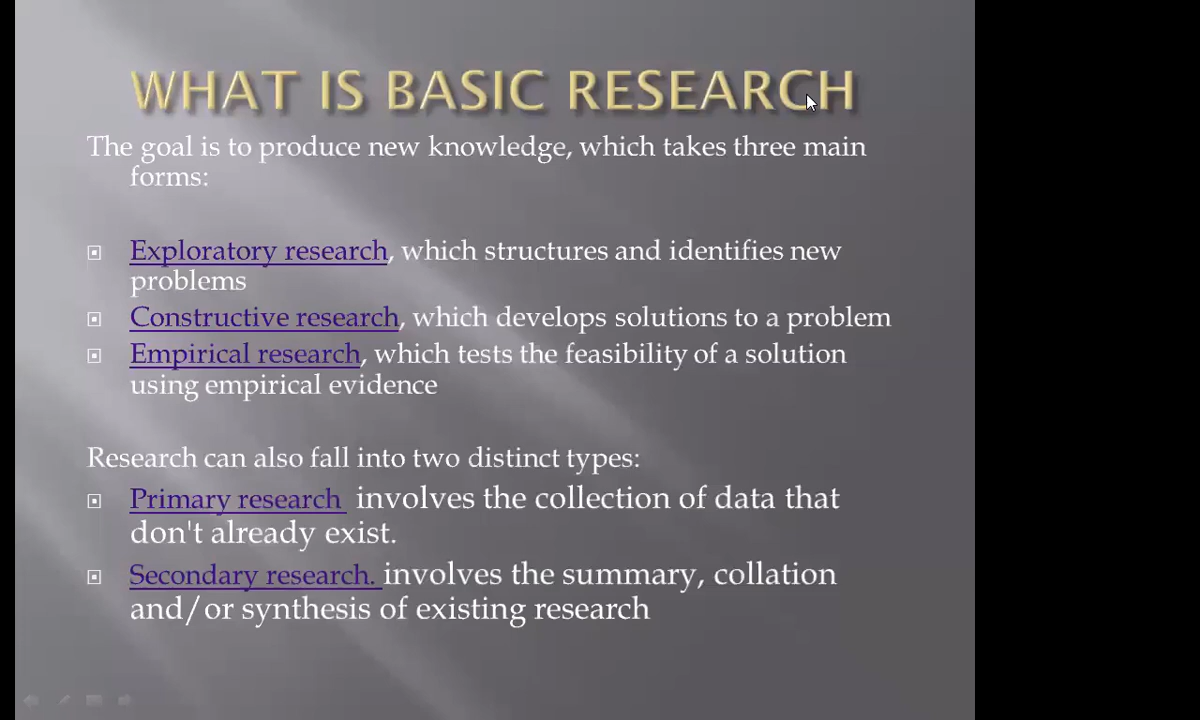 WHAT IS BASIC RESEARCH
The goal is to produce new knowledge, which takes three main
forms:
Exploratory research, which structures and identifies new
problems
Constructive research, which develops solutions to a problem
Empirical research, which tests the feasibility of a solution
using empirical evidence
Research can also fall into two distinct types:
Primary research involves the collection of data that
don't already exist.
Secondary research. involves the summary, collation
and/or synthesis of existing research